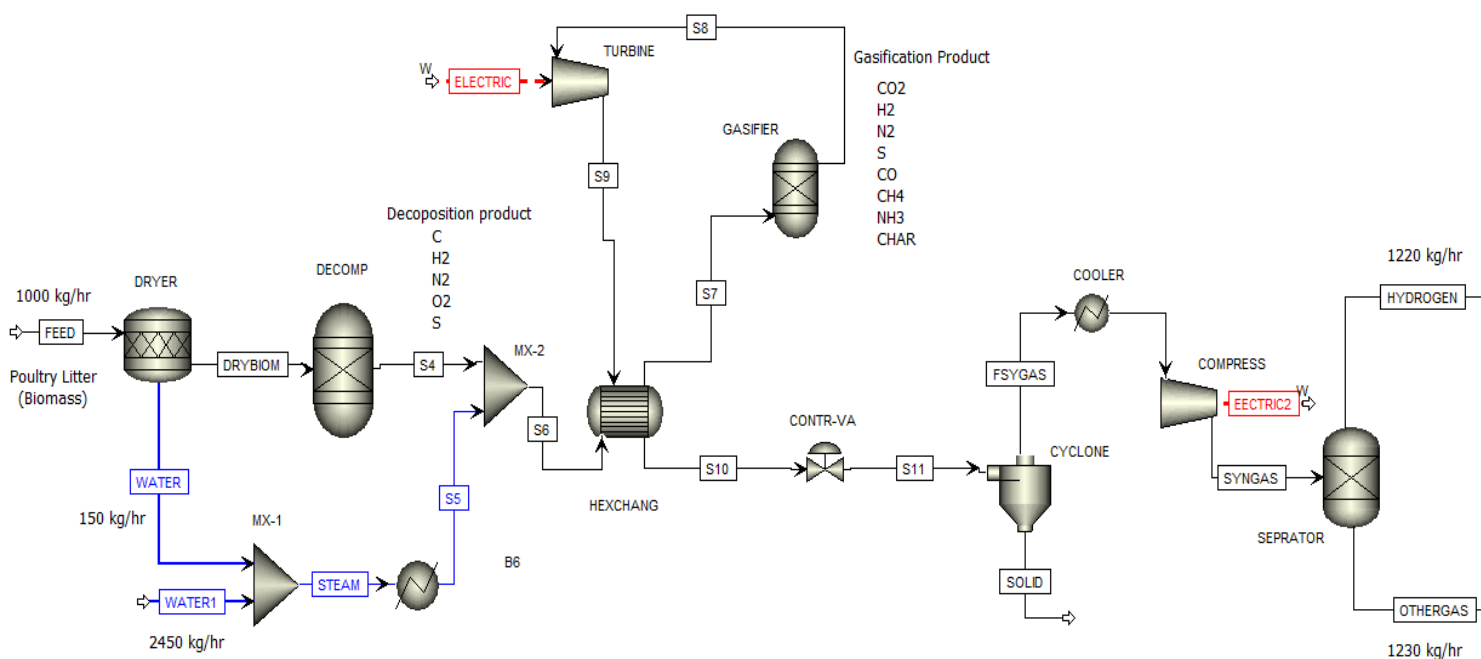 S8
TURBINE
W
ELECTRIC
Gasification Product
CO2
H2
N2
S
CO
CH4
NH3
CHAR
GASIFIER
S9
Decoposition product
C
H2
N2
O2
S
DRYER
DECOMP
1000 kg/hr
FEED
Poultry Litter
(Biomass)
DRYBIOM
S4
MX-2
S6
S7
HEXCHANG
S10
CONTR-VA
S11
CYCLONE
FSYGAS
COOLER
COMPRESS
W
EECTRIC2
SYNGAS
1220 kg/hr
HYDROGEN
SEPRATOR
OTHERGAS
1230 kg/hr
SOLID
WATER
150 kg/hr
MX-1
STEAM
S5
B6
WATER1
2450 kg/hr